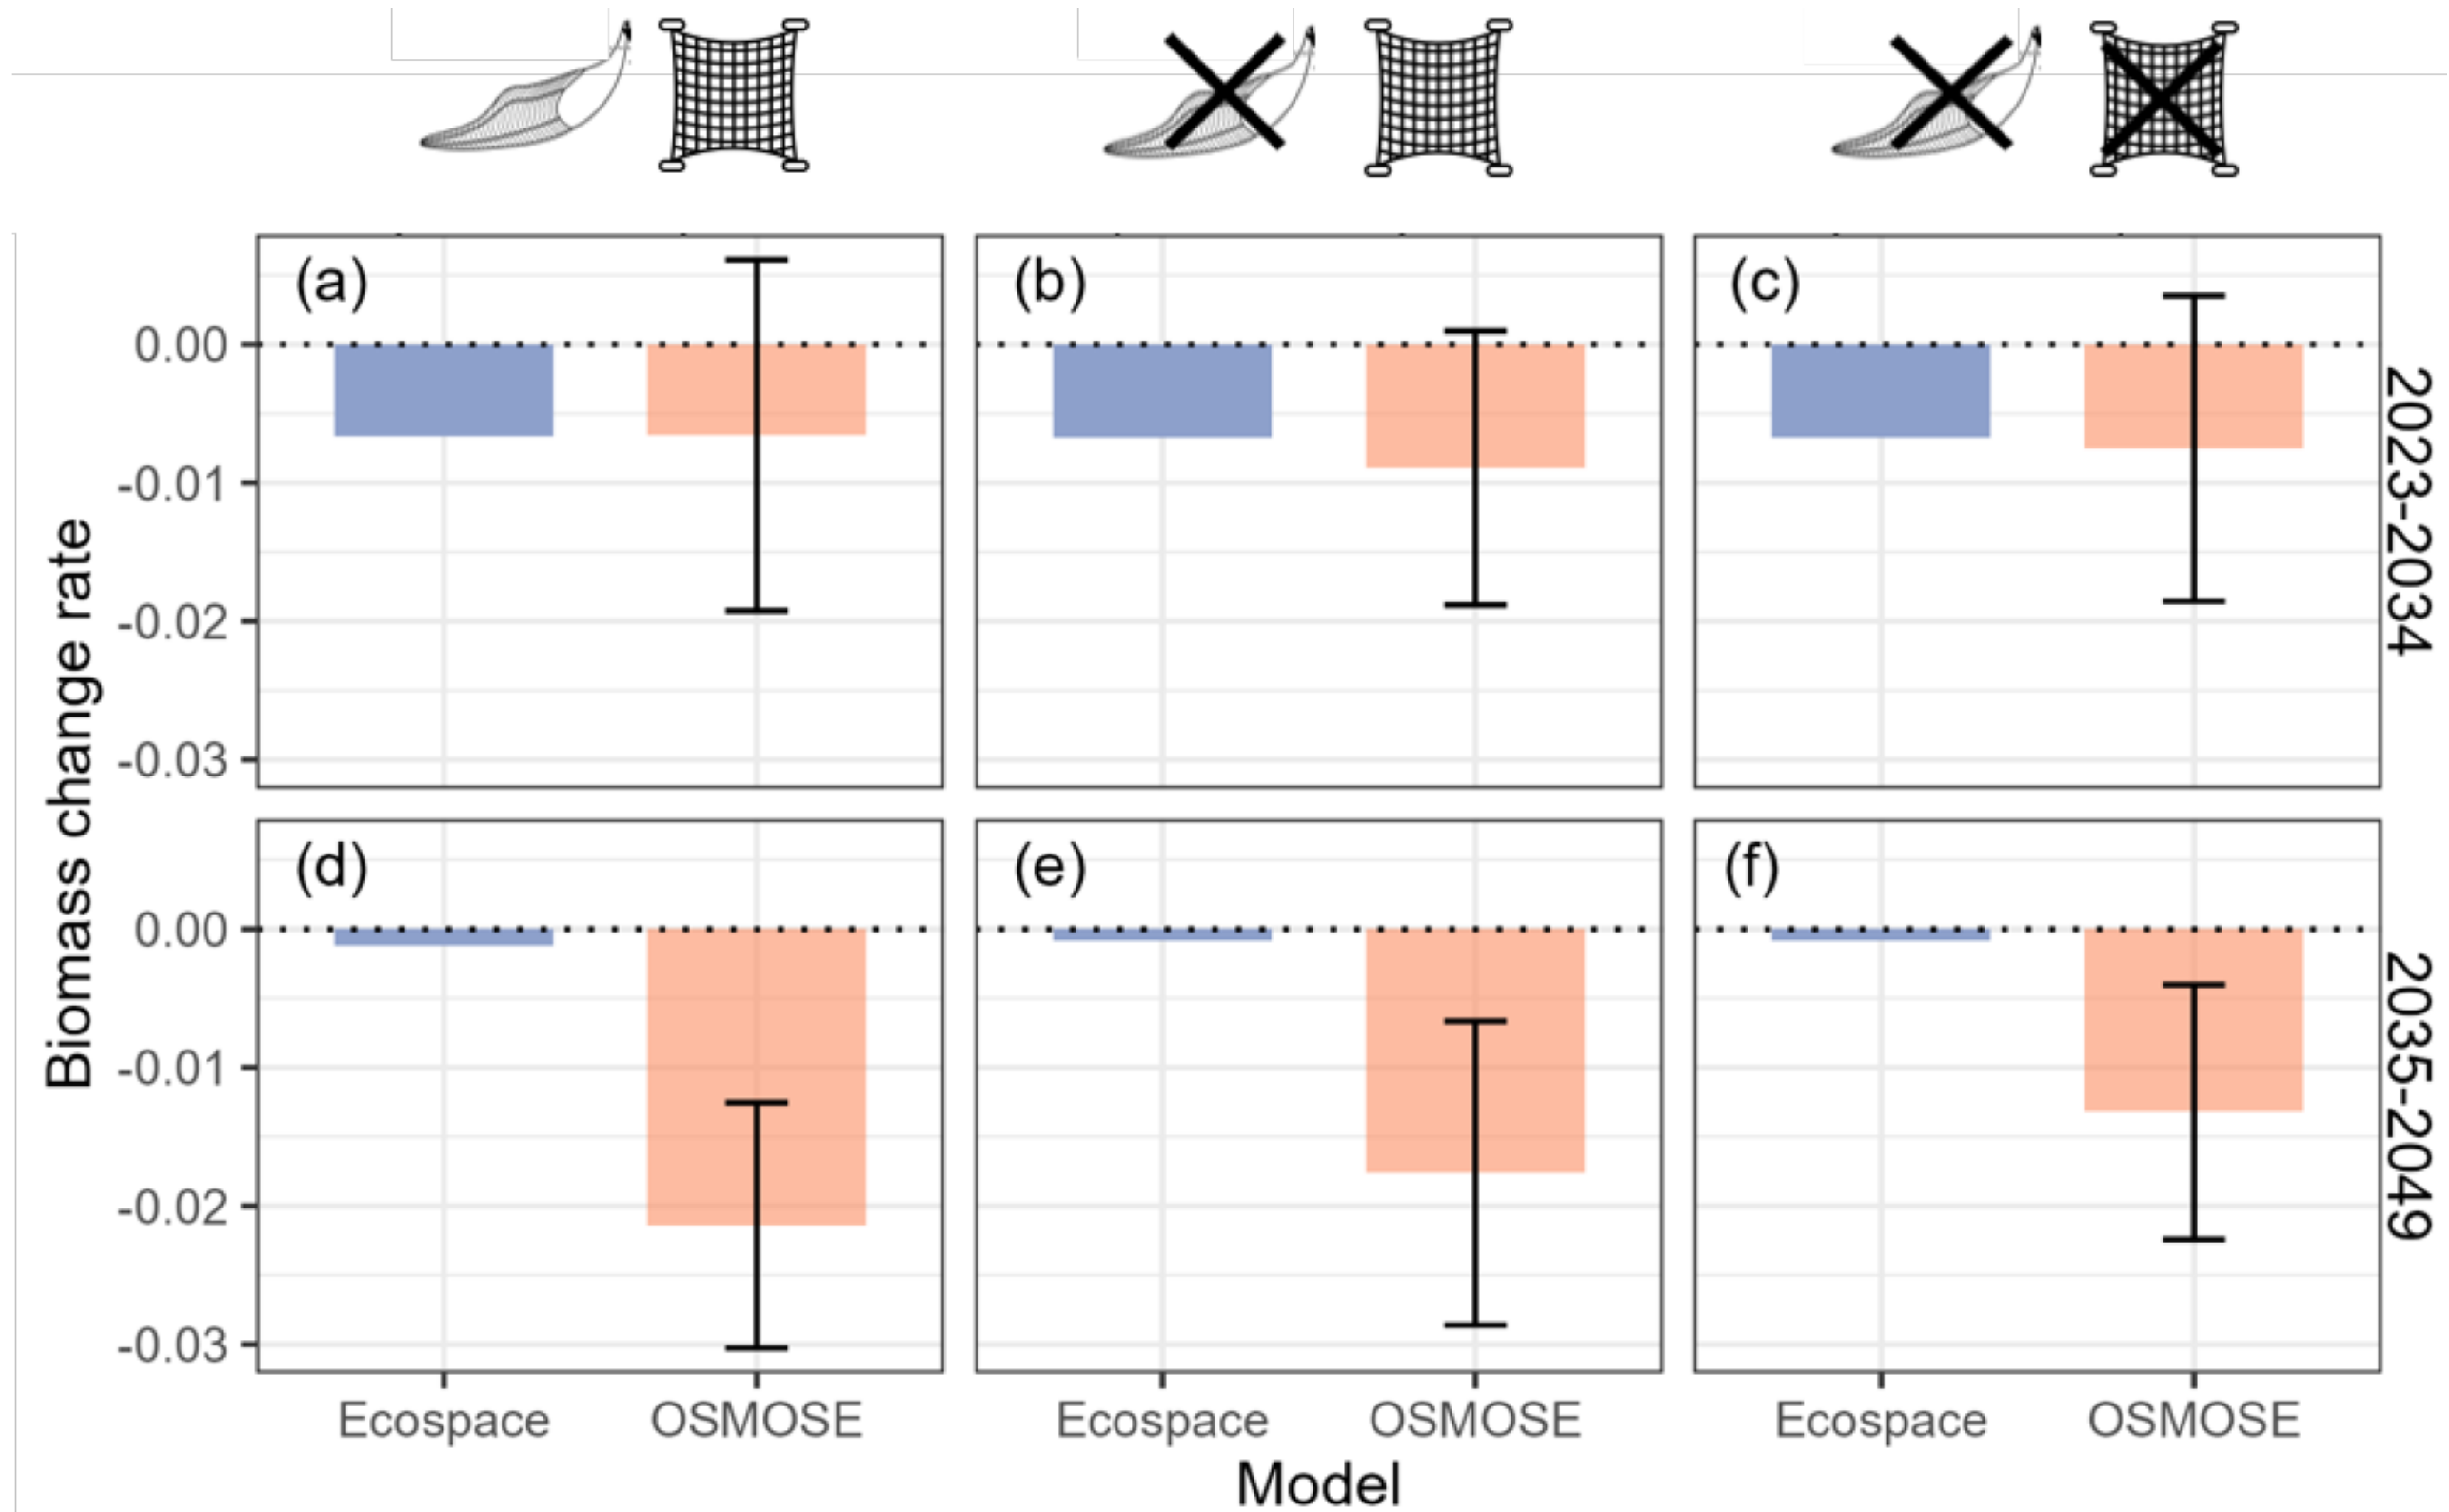 (a)
(b)
(c)
0.00
-0.01
-0.02
-0.03
2023-2034
Biomass change rate
(d)
(e)
(f)
0.00
-0.01
-0.02
-0.03
2035-2049
Ecospace OSMOSE
Ecospace OSMOSE
Ecospace OSMOSE
Model